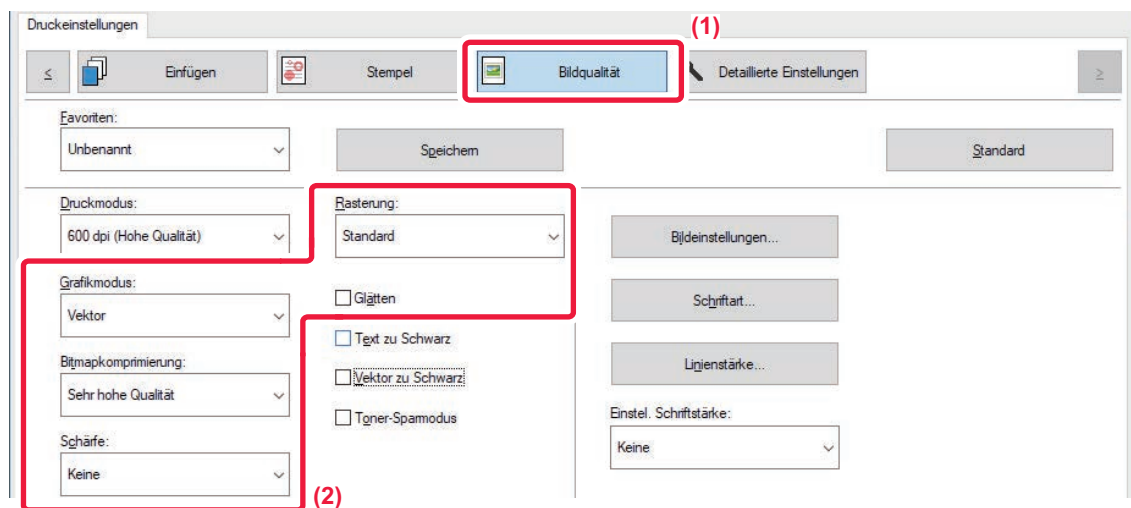 Druckeinstellungen
(1)
<
Einfügen
Stempel
Bildqualität
Detaillierte Einstellungen
>
Favoriten:
Unbenannt
Speichern
Standard
Druckmodus:
600 dpi (Hohe Qualität)
Rasterung:
Standard
Bildeinstellungen...
Grafikmodus:
Vektor
Glätten
Schriftart...
Text zu Schwarz
Bitmapkomprimierung:
Sehr hohe Qualität
Vektor zu Schwarz
Linienstärke...
Toner-Sparmodus
Einstel. Schriftstärke:
Keine
Schärfe:
Keine
(2)